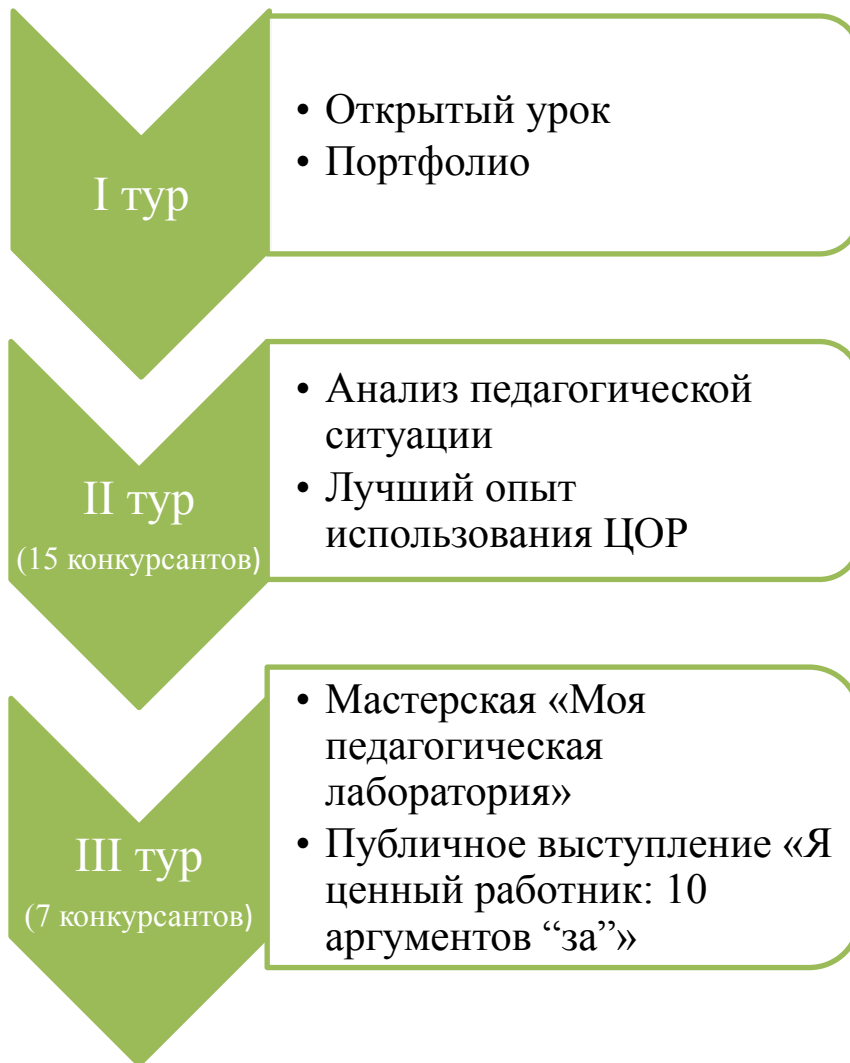 I тур
• Открытый урок
• Портфолио
II тур
(15 конкурсантов)
• Анализ педагогической
ситуации
• Лучший опыт
использования ЦОР
III тур
(7 конкурсантов)
• Мастерская «Моя
педагогическая
лаборатория»
• Публичное выступление «Я
ценный работник: 10
аргументов “за”»